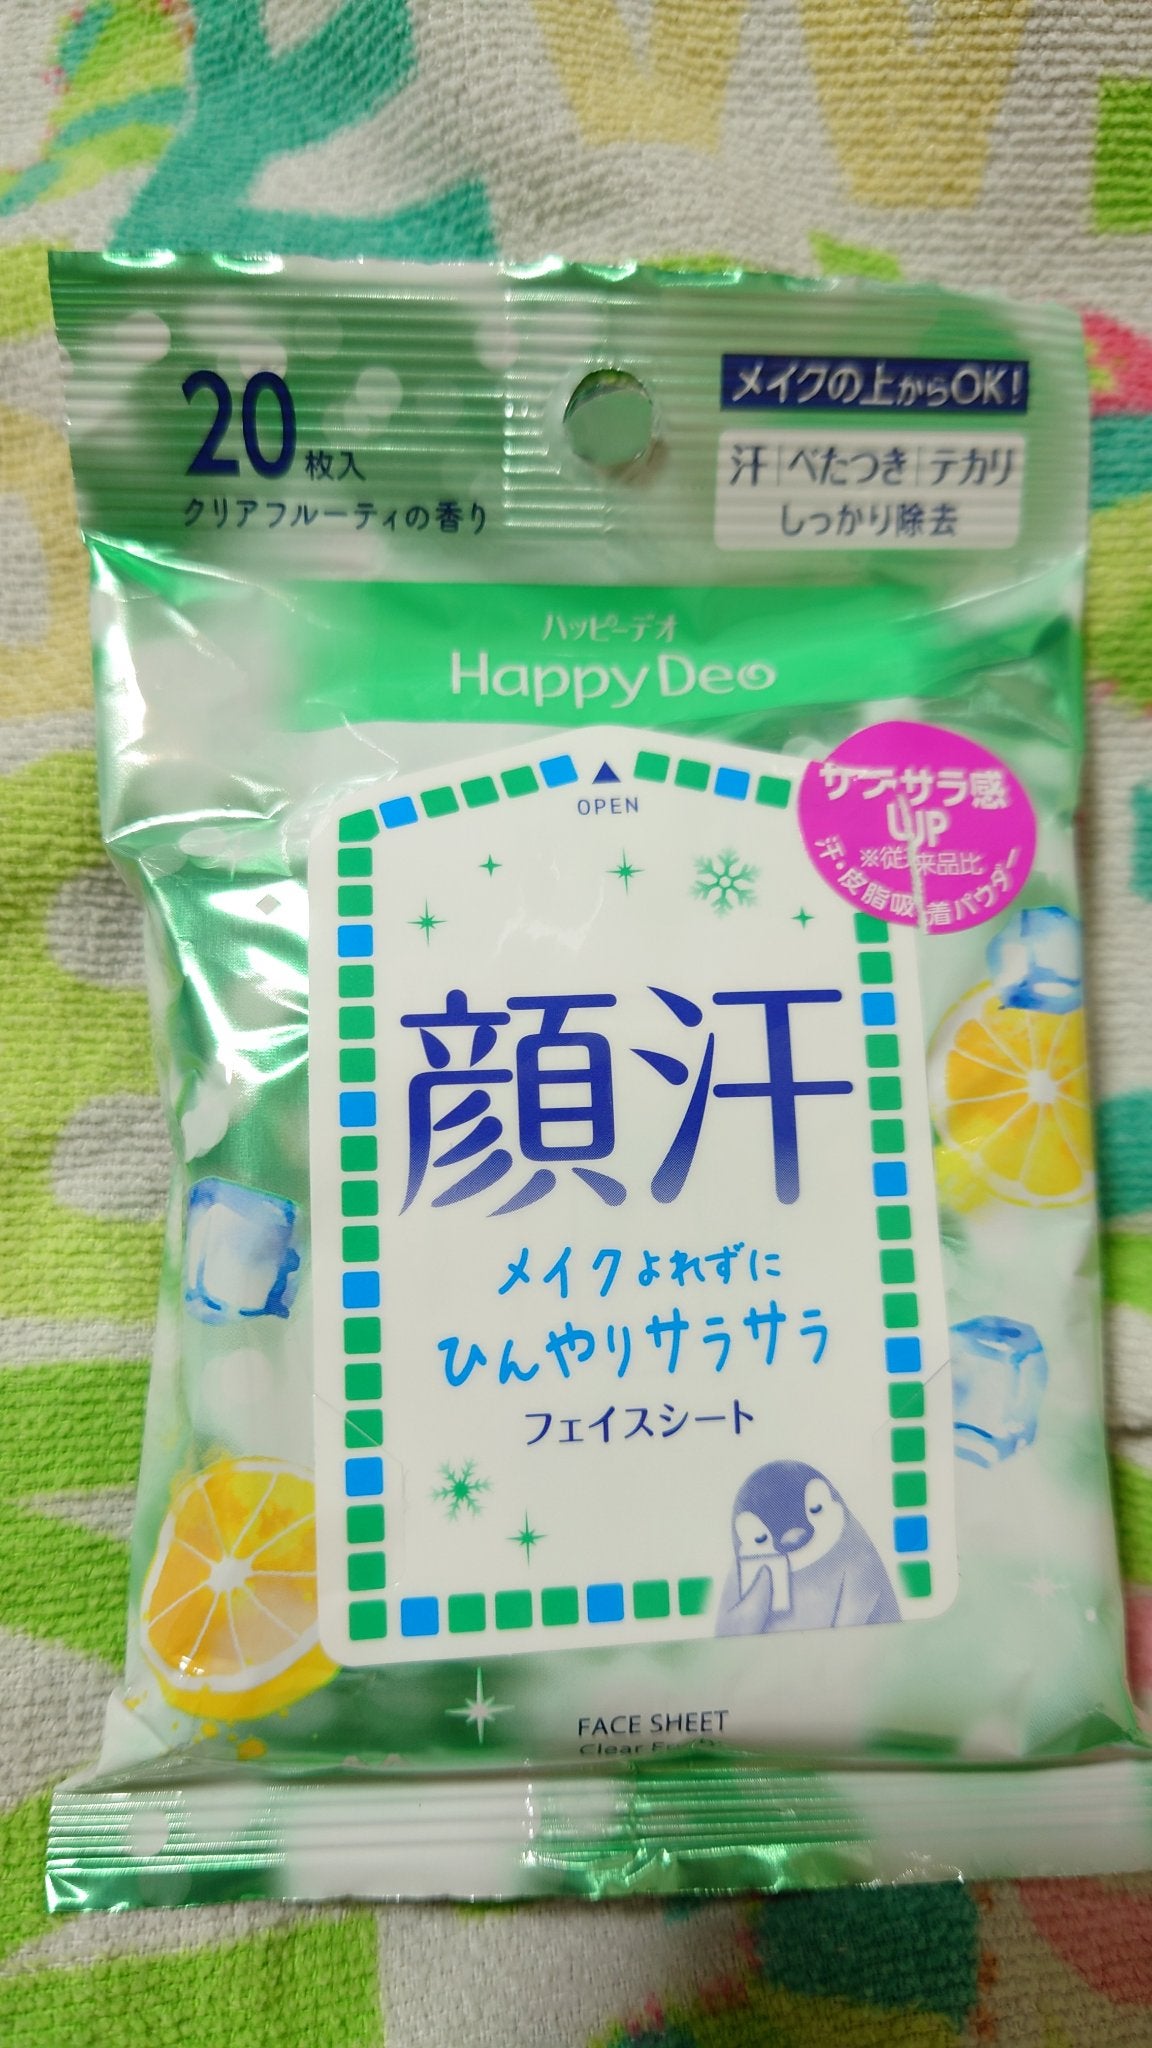 20枚入
クリアフルーティの香り
メイクの上からOK!
汗|べたつき|テカリ
しっかり除去
ハッピーデオ
Happy Deo
OPEN
サラサラ感
UP
※従来品比
汗・皮脂吸着パウダー
顔汗
メイクよれずに
ひんやりサラサラ
フェイスシート
FACE SHEET
Clear